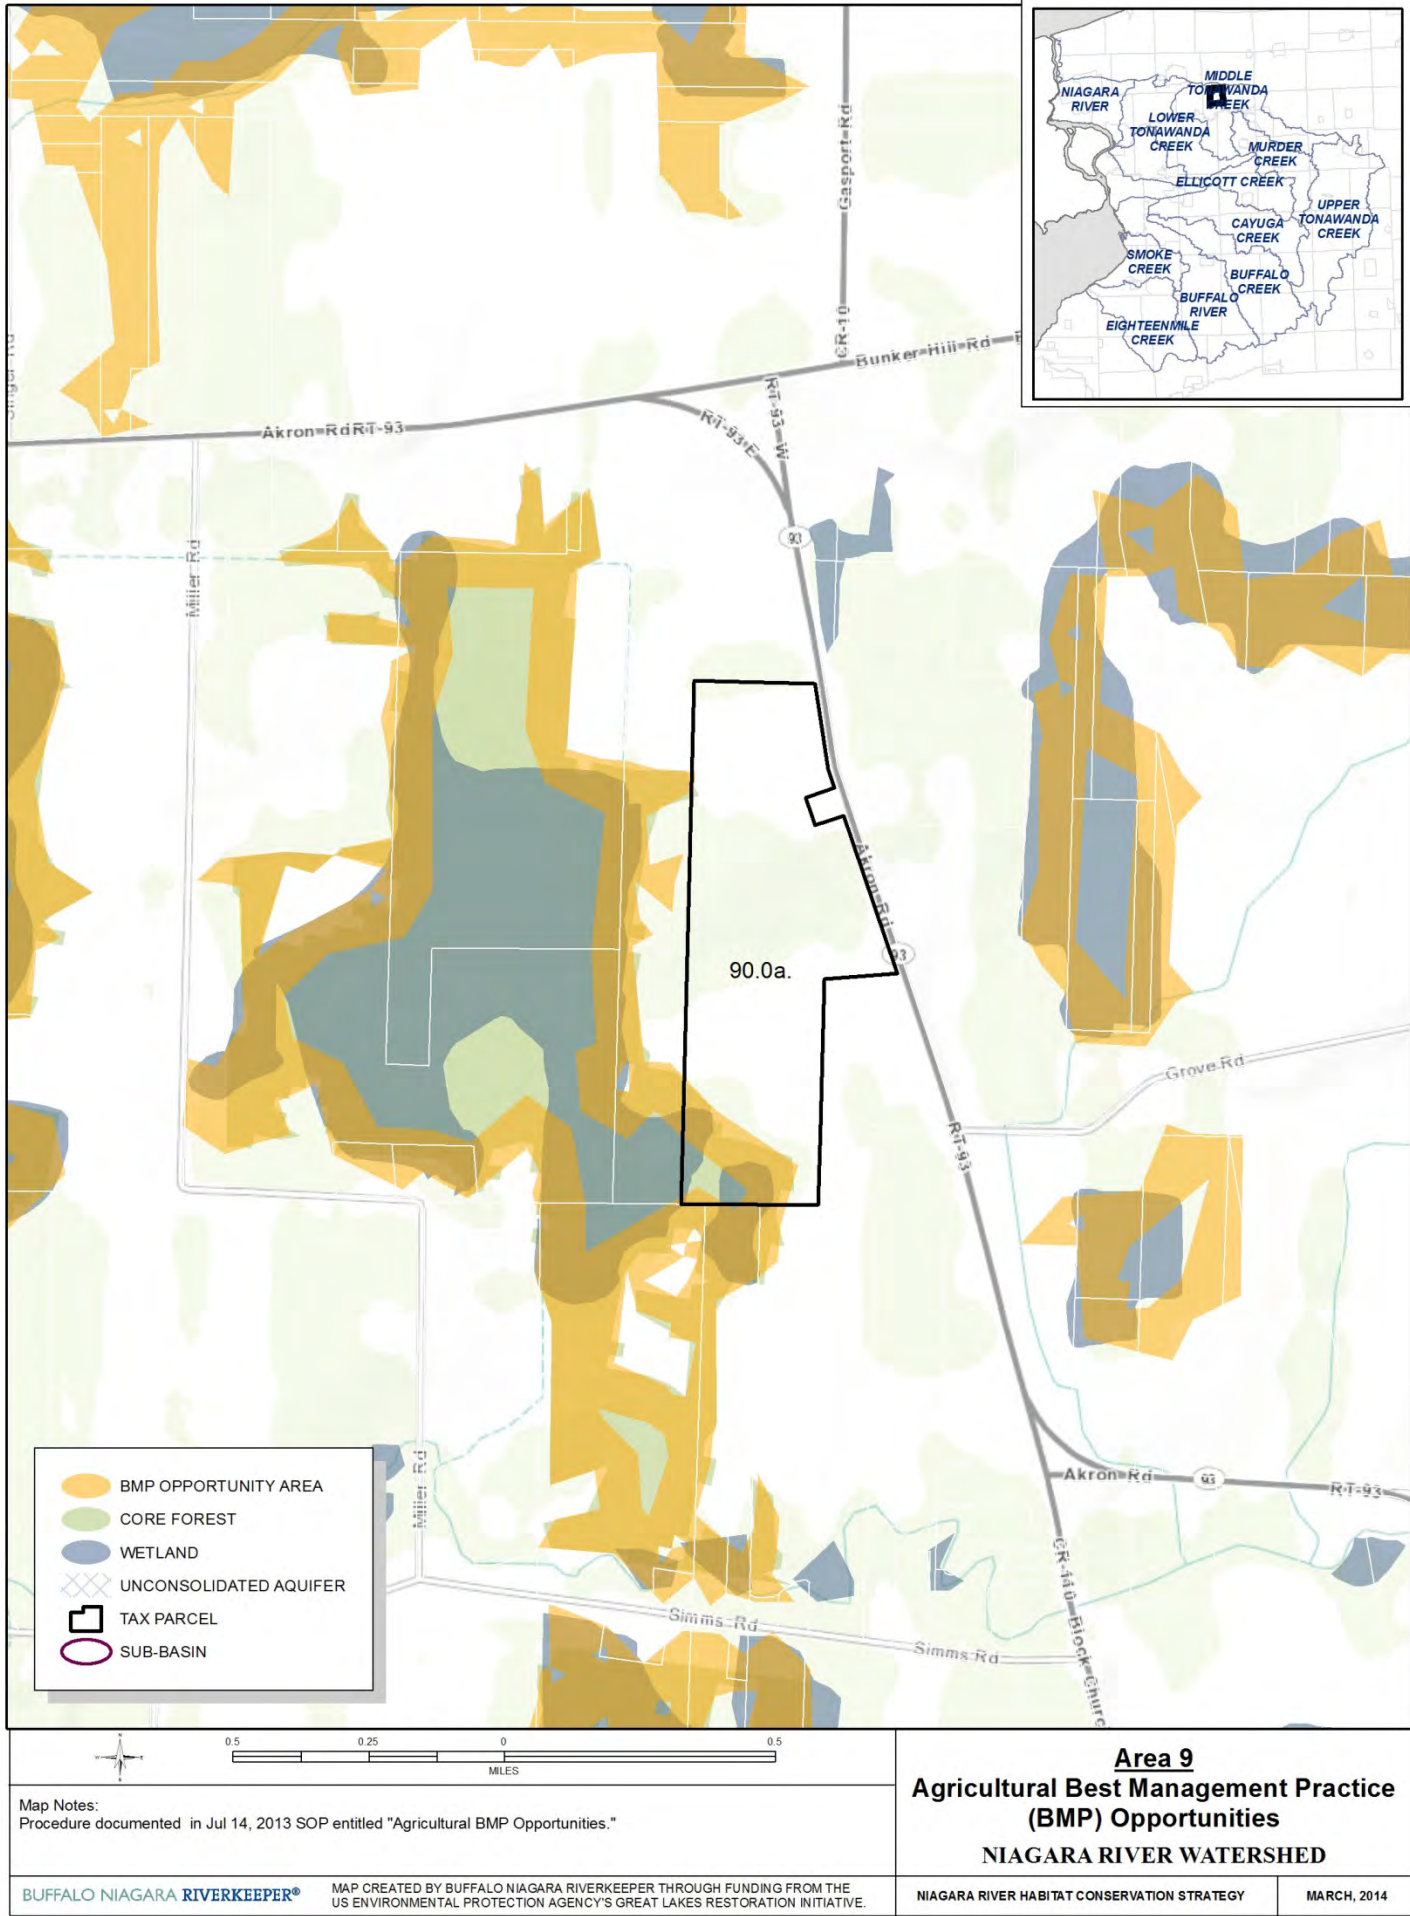 NIAGARA
RIVER
MIDDLE
TONAWANDA
CREEK
LOWER
TONAWANDA
CREEK
MURDER
CREEK
ELLICOTT CREEK
UPPER
TONAWANDA
CREEK
CAYUGA
CREEK
SMOKE
CREEK
BUFFALO
CREEK
BUFFALO
RIVER
EIGHTEENMILE
CREEK
Gasport-Rd
CR-10
Bunker-Hill-Rd
Akron-RdRT-93
RT-93-E
RT-93-W
Singer-Rd
Miller-Rd
93
Akron-Rd
93
90.0a.
Grove-Rd
RT-93
Akron-Rd
93
RT-93
Miller-Rd
Simms-Rd
Simms-Rd
CR-140-Block-Churc
BMP OPPORTUNITY AREA
CORE FOREST
WETLAND
UNCONSOLIDATED AQUIFER
TAX PARCEL
SUB-BASIN
N
W E
S
0.5 0.25 0 0.5
MILES
Map Notes:
Procedure documented in Jul 14, 2013 SOP entitled "Agricultural BMP Opportunities."
Area 9
Agricultural Best Management Practice
(BMP) Opportunities
NIAGARA RIVER WATERSHED
BUFFALO NIAGARA RIVERKEEPER®
MAP CREATED BY BUFFALO NIAGARA RIVERKEEPER THROUGH FUNDING FROM THE
US ENVIRONMENTAL PROTECTION AGENCY'S GREAT LAKES RESTORATION INITIATIVE.
NIAGARA RIVER HABITAT CONSERVATION STRATEGY
MARCH, 2014